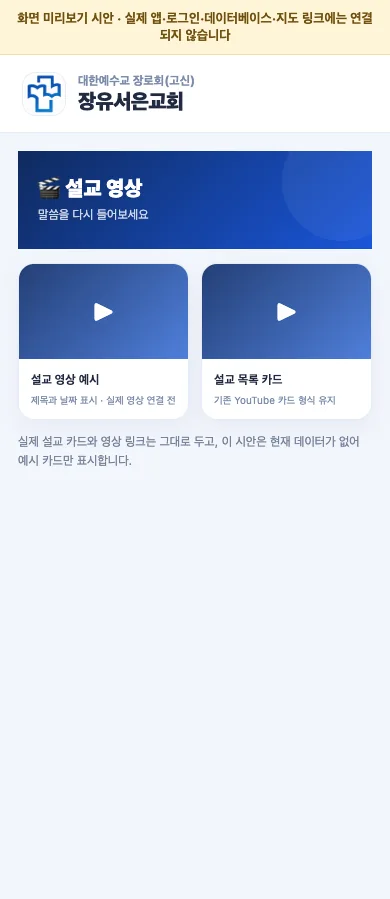 화면 미리보기 시안 · 실제 앱·로그인·데이터베이스·지도 링크에는 연결
되지 않습니다
대한예수교 장로회(고신)
장유서은교회
🎬 설교 영상
말씀을 다시 들어보세요
설교 영상 예시
제목과 날짜 표시 · 실제 영상 연결 전
설교 목록 카드
기존 YouTube 카드 형식 유지
실제 설교 카드와 영상 링크는 그대로 두고, 이 시안은 현재 데이터가 없어
예시 카드만 표시합니다.